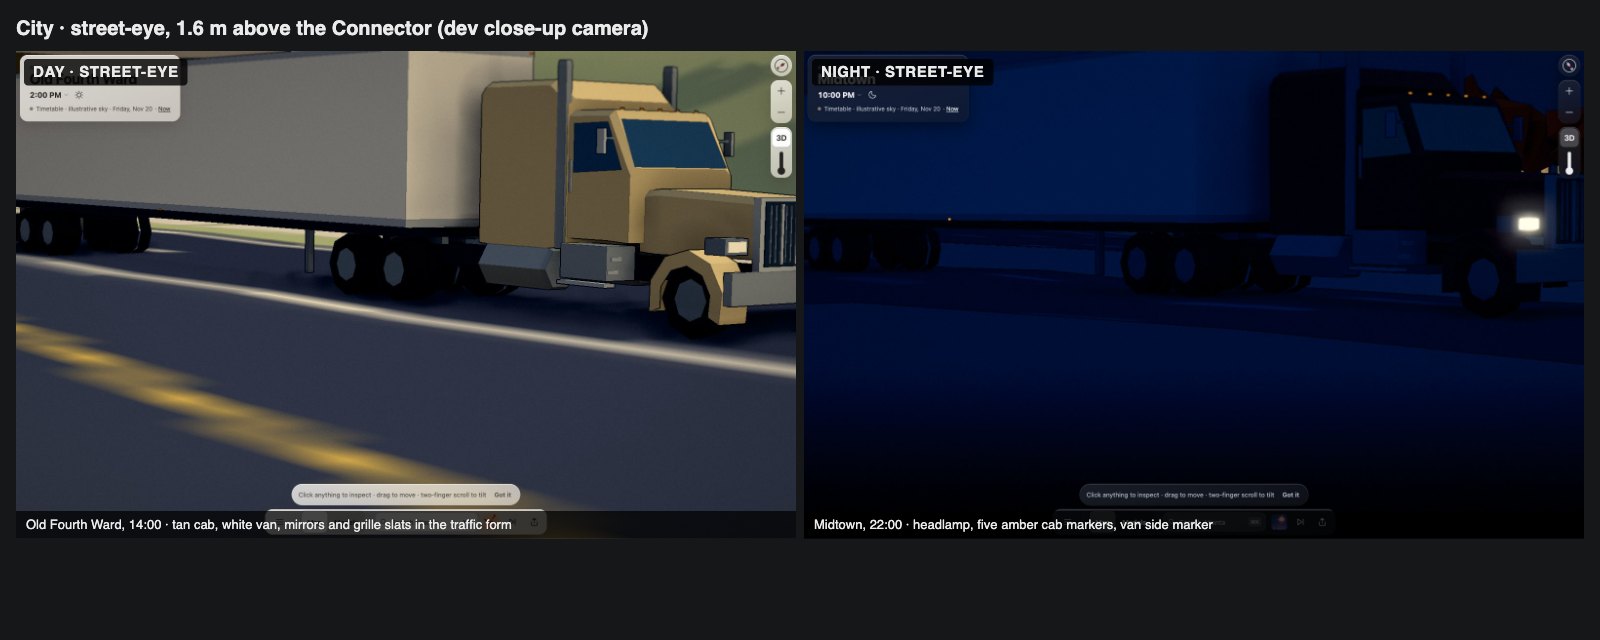 City · street-eye, 1.6 m above the Connector (dev close-up camera)
DAY · STREET-EYE
Old Fourth Ward
2:00 PM
Timetable · Illustrative sky · Friday, Nov 20 · Now
+
−
3D
Click anything to inspect · drag to move · two-finger scroll to tilt Got it
Old Fourth Ward, 14:00 · tan cab, white van, mirrors and grille slats in the traffic form
NIGHT · STREET-EYE
Midtown
10:00 PM
Timetable · Illustrative sky · Friday, Nov 20 · Now
+
−
3D
Click anything to inspect · drag to move · two-finger scroll to tilt Got it
Midtown, 22:00 · headlamp, five amber cab markers, van side marker